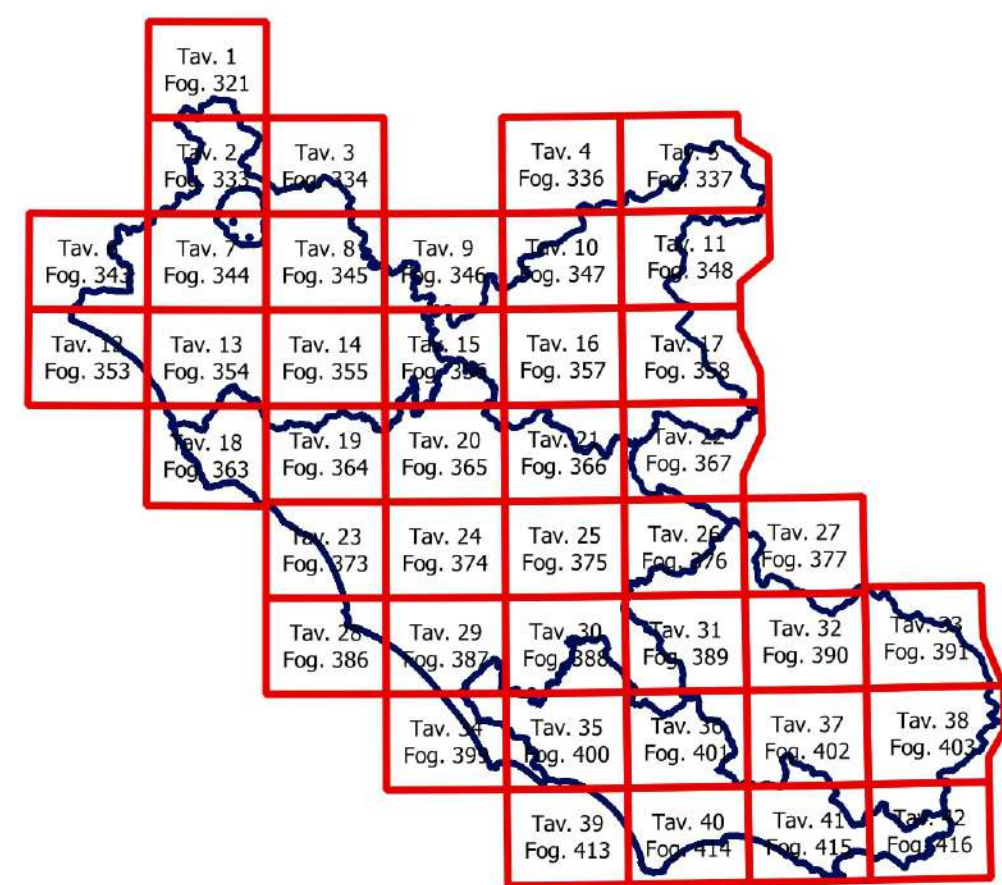 Tav. 1
Fog. 321
Tav. 2
Fog. 333
Tav. 3
Fog. 334
Tav. 4
Fog. 336
Tav. 5
Fog. 337
Tav. 6
Fog. 343
Tav. 7
Fog. 344
Tav. 8
Fog. 345
Tav. 9
Fog. 346
Tav. 10
Fog. 347
Tav. 11
Fog. 348
Tav. 12
Fog. 353
Tav. 13
Fog. 354
Tav. 14
Fog. 355
Tav. 15
Fog. 356
Tav. 16
Fog. 357
Tav. 17
Fog. 358
Tav. 18
Fog. 363
Tav. 19
Fog. 364
Tav. 20
Fog. 365
Tav. 21
Fog. 366
Tav. 22
Fog. 367
Tav. 23
Fog. 373
Tav. 24
Fog. 374
Tav. 25
Fog. 375
Tav. 26
Fog. 376
Tav. 27
Fog. 377
Tav. 28
Fog. 386
Tav. 29
Fog. 387
Tav. 30
Fog. 388
Tav. 31
Fog. 389
Tav. 32
Fog. 390
Tav. 33
Fog. 391
Tav. 34
Fog. 399
Tav. 35
Fog. 400
Tav. 36
Fog. 401
Tav. 37
Fog. 402
Tav. 38
Fog. 403
Tav. 39
Fog. 413
Tav. 40
Fog. 414
Tav. 41
Fog. 415
Tav. 42
Fog. 416